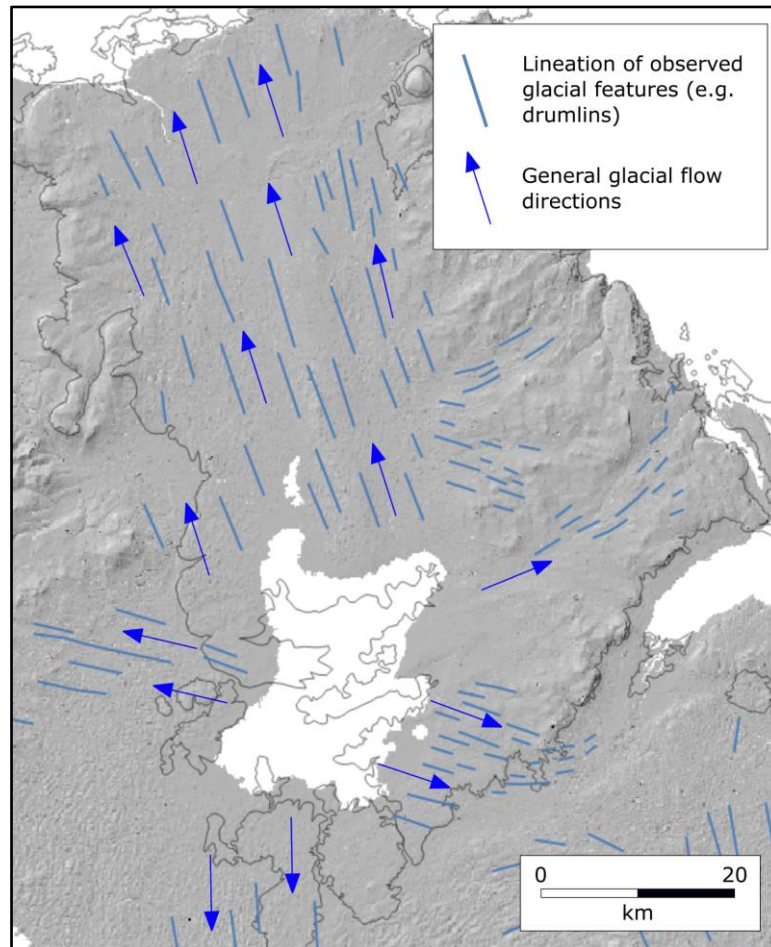 Lineation of observed
glacial features (e.g.
drumlins)
General glacial flow
directions
0 20
km